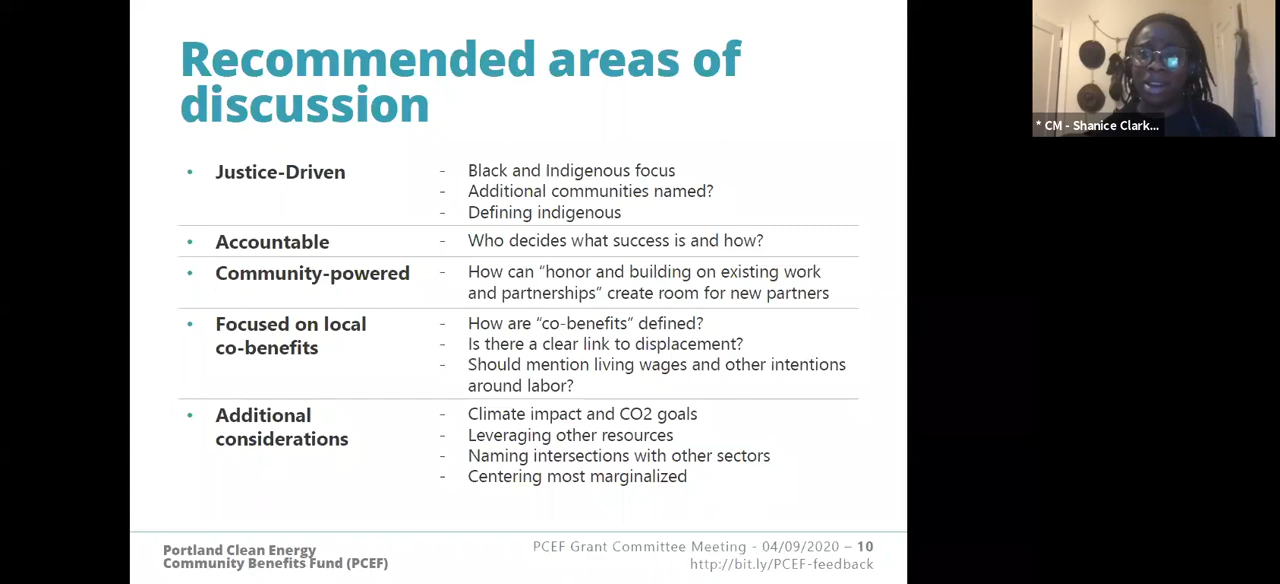 Recommended areas of
discussion
• Justice-Driven
- Black and Indigenous focus
- Additional communities named?
- Defining indigenous
• Accountable
- Who decides what success is and how?
• Community-powered
- How can “honor and building on existing work
and partnerships” create room for new partners
• Focused on local
co-benefits
- How are “co-benefits” defined?
- Is there a clear link to displacement?
- Should mention living wages and other intentions
around labor?
• Additional
considerations
- Climate impact and CO2 goals
- Leveraging other resources
- Naming intersections with other sectors
- Centering most marginalized
Portland Clean Energy
Community Benefits Fund (PCEF)
PCEF Grant Committee Meeting - 04/09/2020 – 10
http://bit.ly/PCEF-feedback
* CM - Shanice Clark...